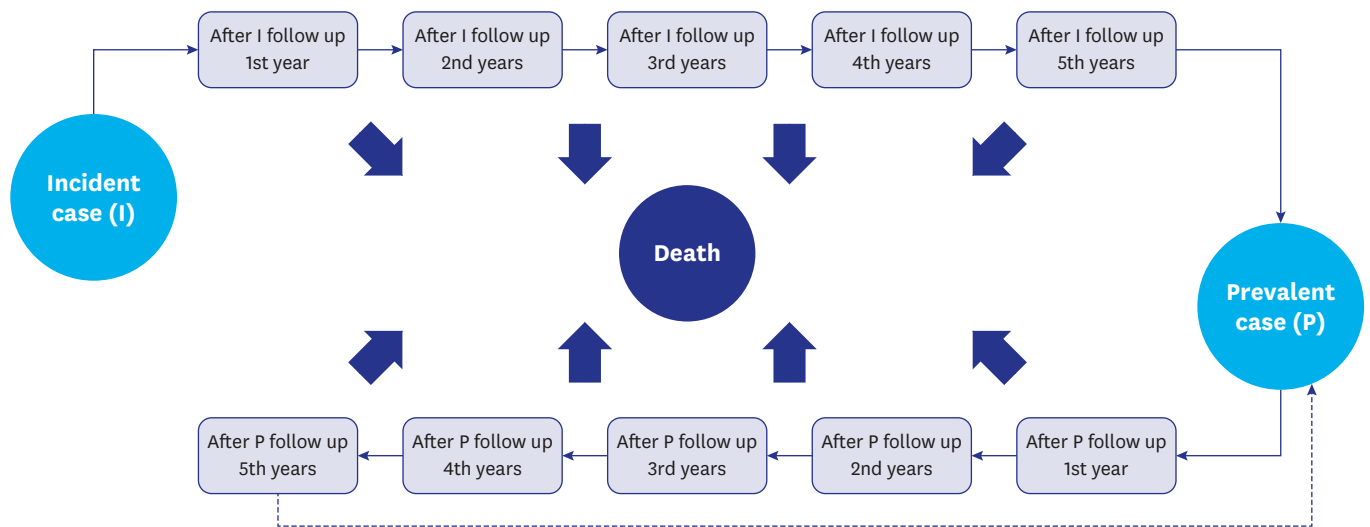 After I follow up
1st year
After I follow up
2nd years
After I follow up
3rd years
After I follow up
4th years
After I follow up
5th years
Incident
case (I)
Death
Prevalent
case (P)
After P follow up
5th years
After P follow up
4th years
After P follow up
3rd years
After P follow up
2nd years
After P follow up
1st year